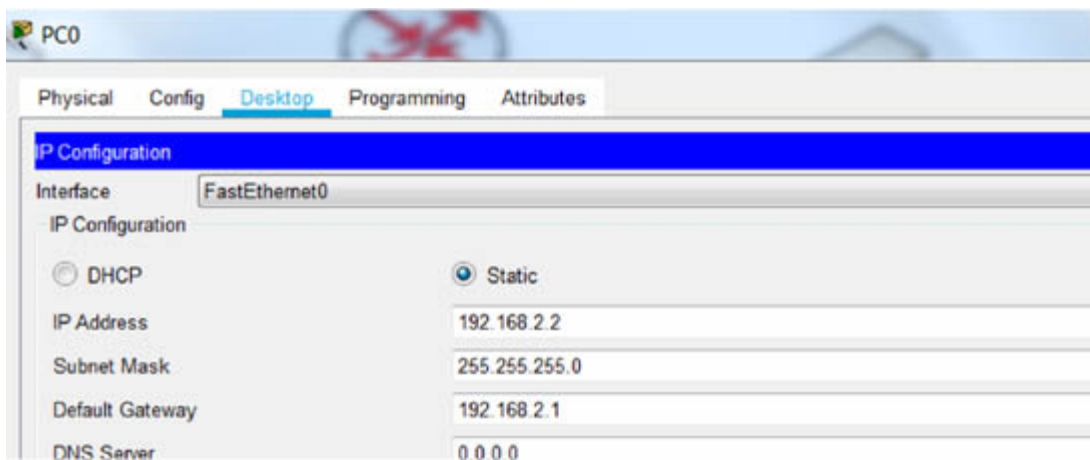 PC0
Physical Config Desktop Programming Attributes
IP Configuration
Interface FastEthernet0
IP Configuration
DHCP Static
IP Address 192.168.2.2
Subnet Mask 255.255.255.0
Default Gateway 192.168.2.1
DNS Server 0.0.0.0